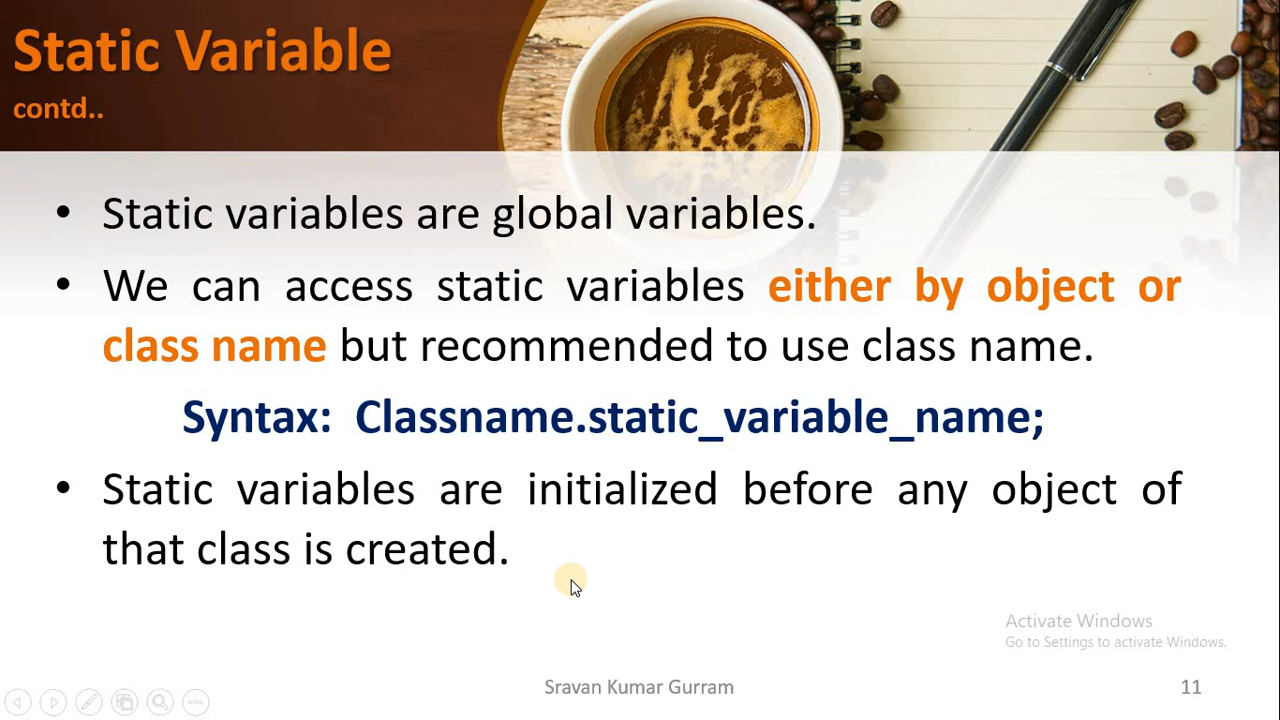 Static Variable
contd..
• Static variables are global variables.
• We can access static variables either by object or
class name but recommended to use class name.
Syntax: Classname.static_variable_name;
• Static variables are initialized before any object of
that class is created.
Activate Windows
Go to Settings to activate Windows.
Sravan Kumar Gurram
11